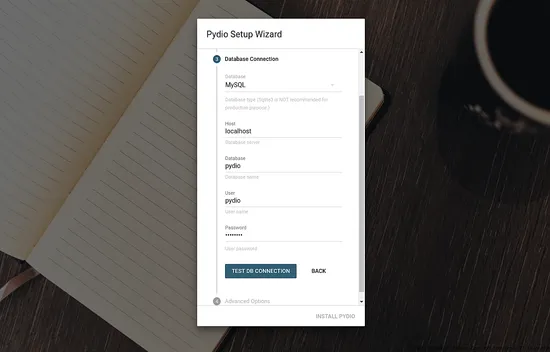 Pydio Setup Wizard
3 Database Connection
Database
MySQL
Database type (Sqlite3 is NOT recommended for
production purpose.)
Host
localhost
Database server
Database
pydio
Database name
User
pydio
User name
Password
••••••••
User password
TEST DB CONNECTION BACK
4 Advanced Options
INSTALL PYDIO